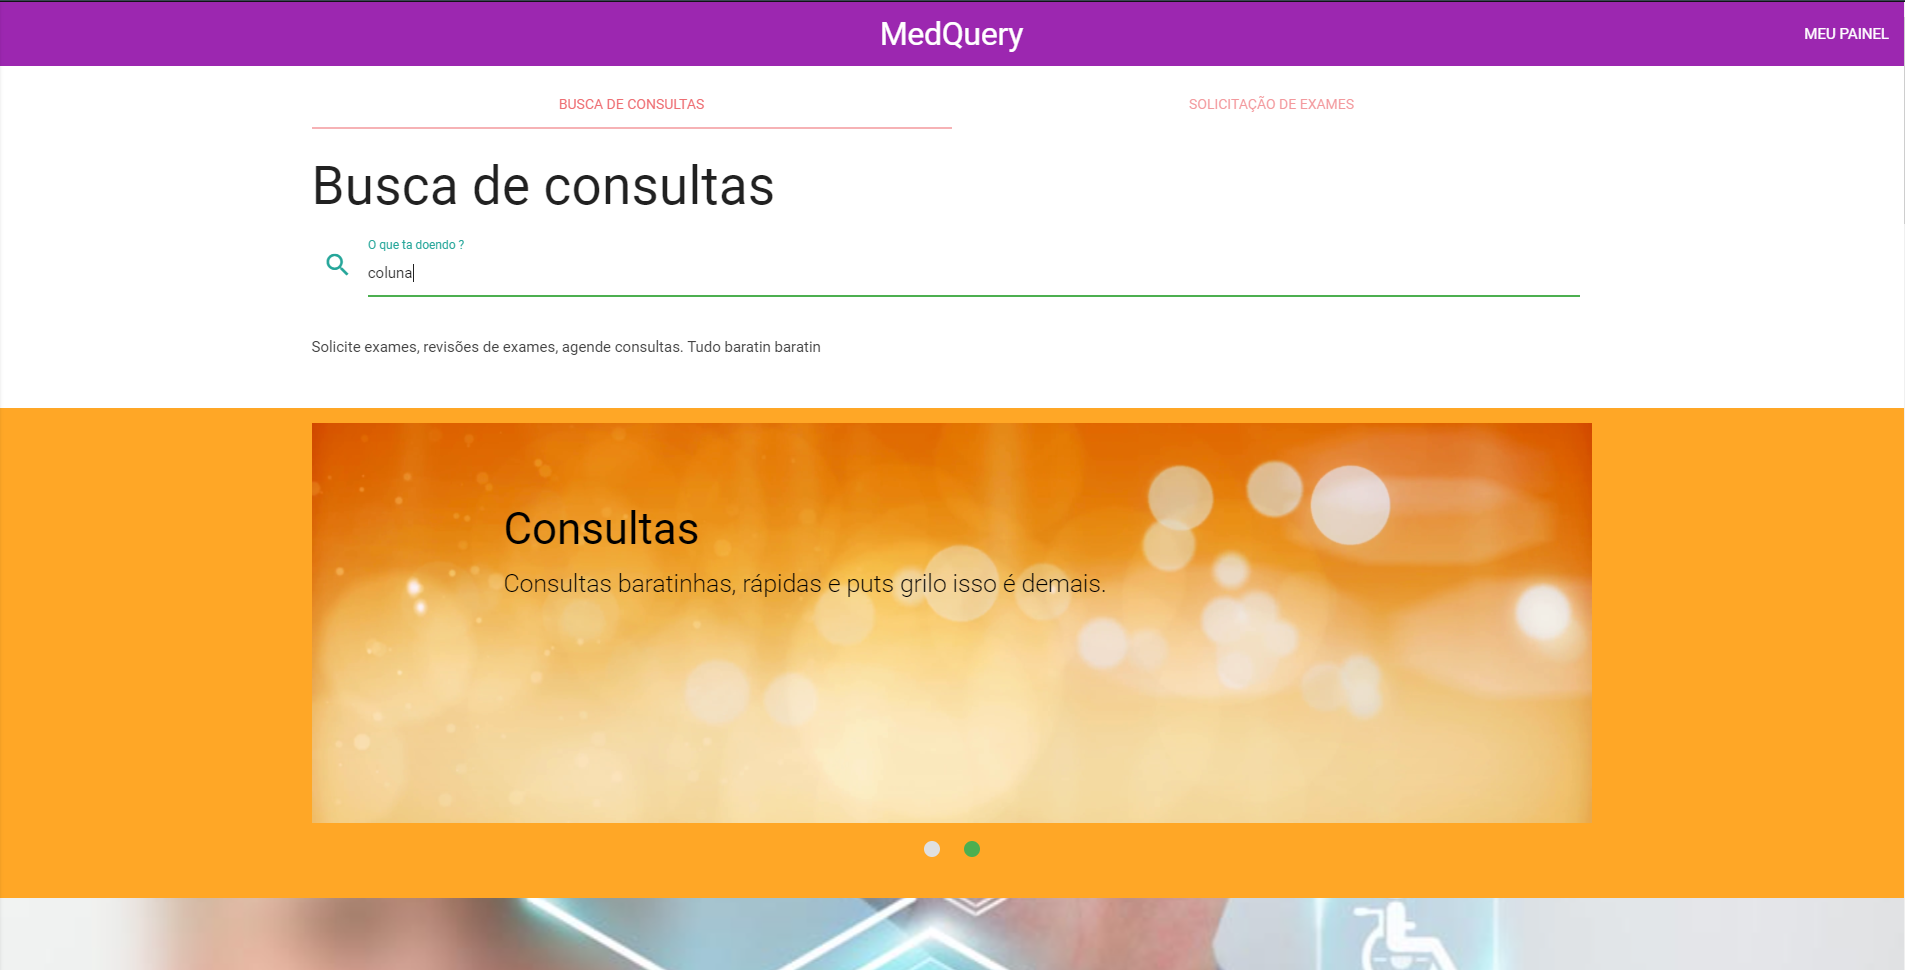 MedQuery
MEU PAINEL
BUSCA DE CONSULTAS
SOLICITAÇÃO DE EXAMES
Busca de consultas
O que ta doendo ?
coluna
Solicite exames, revisões de exames, agende consultas. Tudo baratin baratin
Consultas
Consultas baratinhas, rápidas e puts grilo isso é demais.